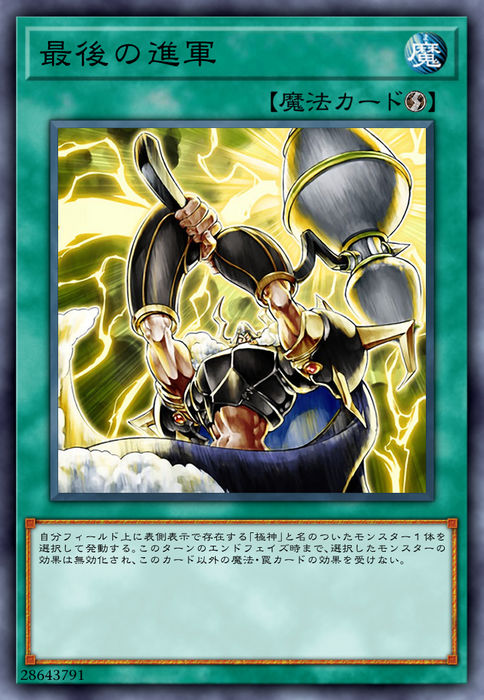 最後の進軍
魔
【魔法カード】
自分フィールド上に表側表示で存在する「極神」と名のついたモンスター１体を
選択して発動する。このターンのエンドフェイズ時まで、選択したモンスターの
効果は無効化され、このカード以外の魔法・罠カードの効果を受けない。
28643791